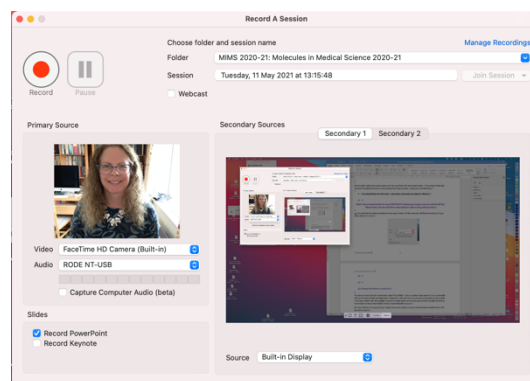 Record A Session
Choose folder and session name
Manage Recordings
Folder MIMS 2020-21: Molecules in Medical Science 2020-21
Session Tuesday, 11 May 2021 at 13:15:48 Join Session
Record Pause
Webcast
Primary Source
Secondary Sources
Secondary 1 Secondary 2
Video FaceTime HD Camera (Built-in)
Audio RODE NT-USB
Capture Computer Audio (beta)
Slides
Record PowerPoint
Record Keynote
Source Built-in Display